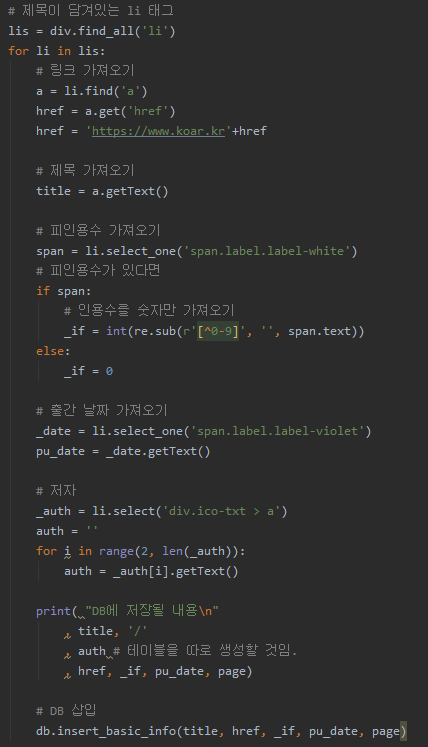 # 제목이 담겨있는 li 태그
lis = div.find_all('li')
for li in lis:
    # 링크 가져오기
    a = li.find('a')
    href = a.get('href')
    href = 'https://www.koar.kr'+href

    # 제목 가져오기
    title = a.getText()

    # 피인용수 가져오기
    span = li.select_one('span.label.label-white')
    # 피인용수가 있다면
    if span:
        # 인용수를 숫자만 가져오기
        _if = int(re.sub(r'[^0-9]', '', span.text))
    else:
        _if = 0

    # 출간 날짜 가져오기
    _date = li.select_one('span.label.label-violet')
    pu_date = _date.getText()

    # 저자
    _auth = li.select('div.ico-txt > a')
    auth = ''
    for i in range(2, len(_auth)):
        auth = _auth[i].getText()

    print( "DB에 저장될 내용\n"
        , title, '/'
        , auth # 테이블을 따로 생성할 것임.
        , href, _if, pu_date, page)

    # DB 삽입
    db.insert_basic_info(title, href, _if, pu_date, page)